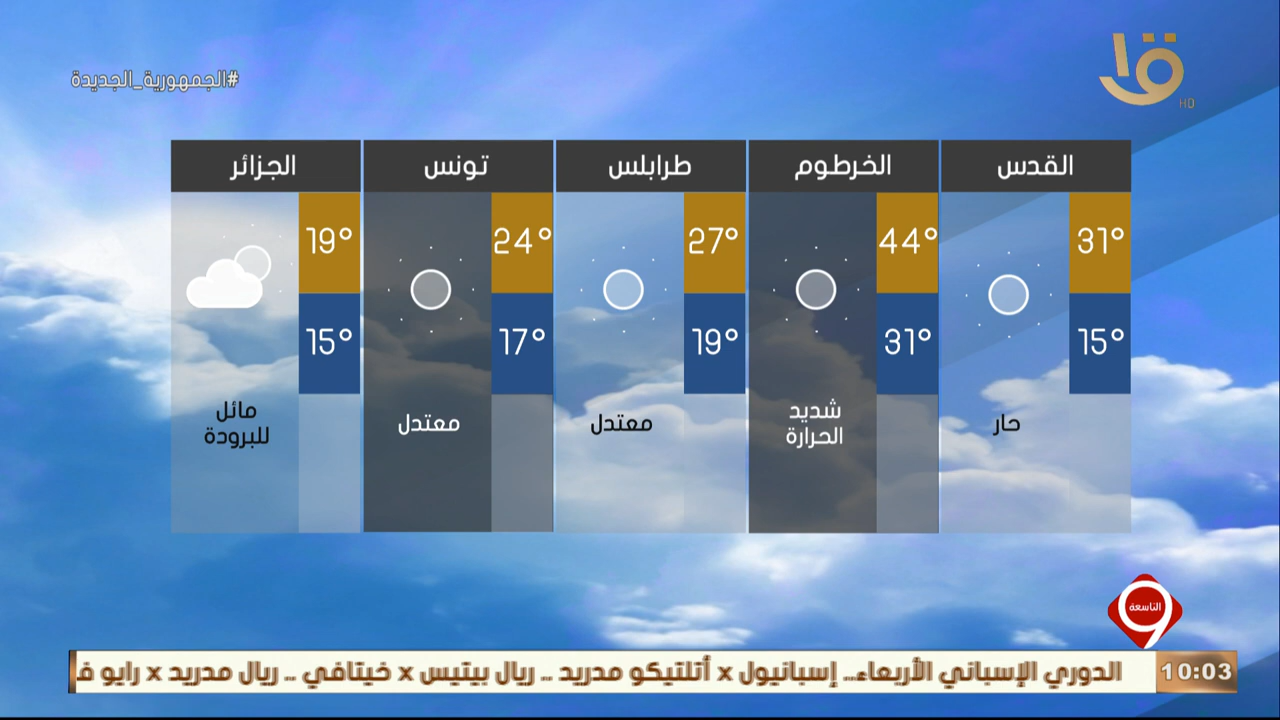 #الجمهورية_الجديدة
HD
القدس
31°
15°
حار
الخرطوم
44°
31°
شديد
الحرارة
طرابلس
27°
19°
معتدل
تونس
24°
17°
معتدل
الجزائر
19°
15°
مائل
للبرودة
التاسعة
9
10:03
الدوري الإسباني الأربعاء.. إسبانيول x أتلتيكو مدريد .. ريال بيتيس x خيتافي .. ريال مدريد x رايو ف